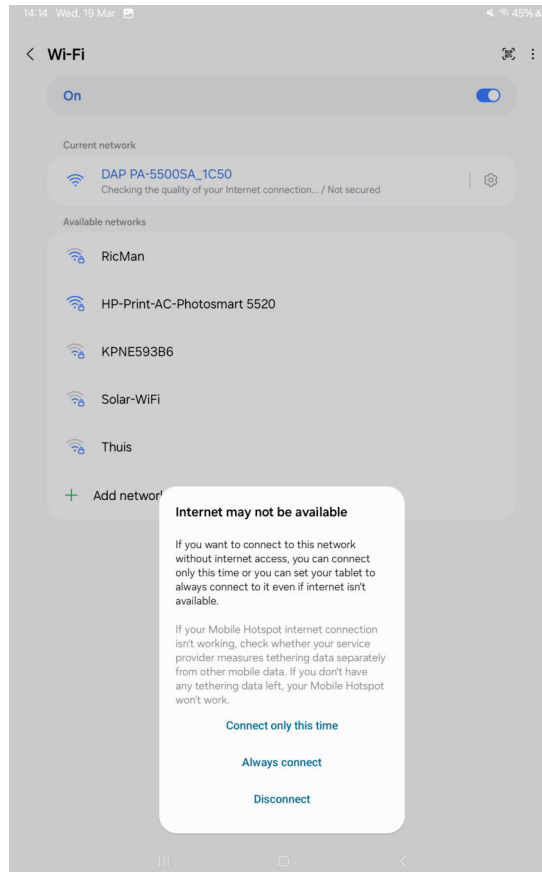 14:14 Wed, 19 Mar
45%
Wi-Fi
On
Current network
DAP PA-5500SA_1C50
Checking the quality of your Internet connection... / Not secured
Available networks
RicMan
HP-Print-AC-Photosmart 5520
KPNE593B6
Solar-WiFi
Thuis
Add networ
Internet may not be available
If you want to connect to this network
without internet access, you can connect
only this time or you can set your tablet to
always connect to it even if internet isn't
available.
If your Mobile Hotspot internet connection
isn't working, check whether your service
provider measures tethering data separately
from other mobile data. If you don't have
any tethering data left, your Mobile Hotspot
won't work.
Connect only this time
Always connect
Disconnect